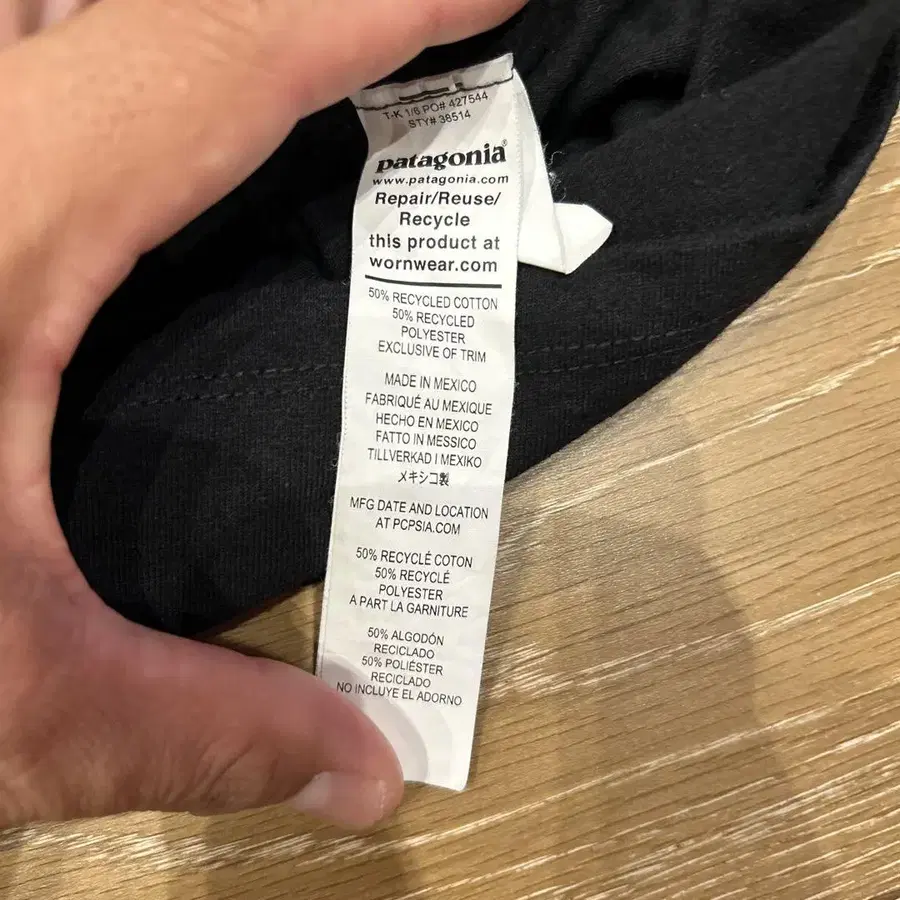 T-K 1/6 PO# 427544
STY# 38514
patagonia®
www.patagonia.com
Repair/Reuse/
Recycle
this product at
wornwear.com
50% RECYCLED COTTON
50% RECYCLED
POLYESTER
EXCLUSIVE OF TRIM
MADE IN MEXICO
FABRIQUÉ AU MEXIQUE
HECHO EN MEXICO
FATTO IN MESSICO
TILLVERKAD I MEXIKO
メキシコ製
MFG DATE AND LOCATION
AT PCPSIA.COM
50% RECYCLÉ COTON
50% RECYCLÉ
POLYESTER
A PART LA GARNITURE
50% ALGODÓN
RECICLADO
50% POLIÉSTER
RECICLADO
NO INCLUYE EL ADORNO